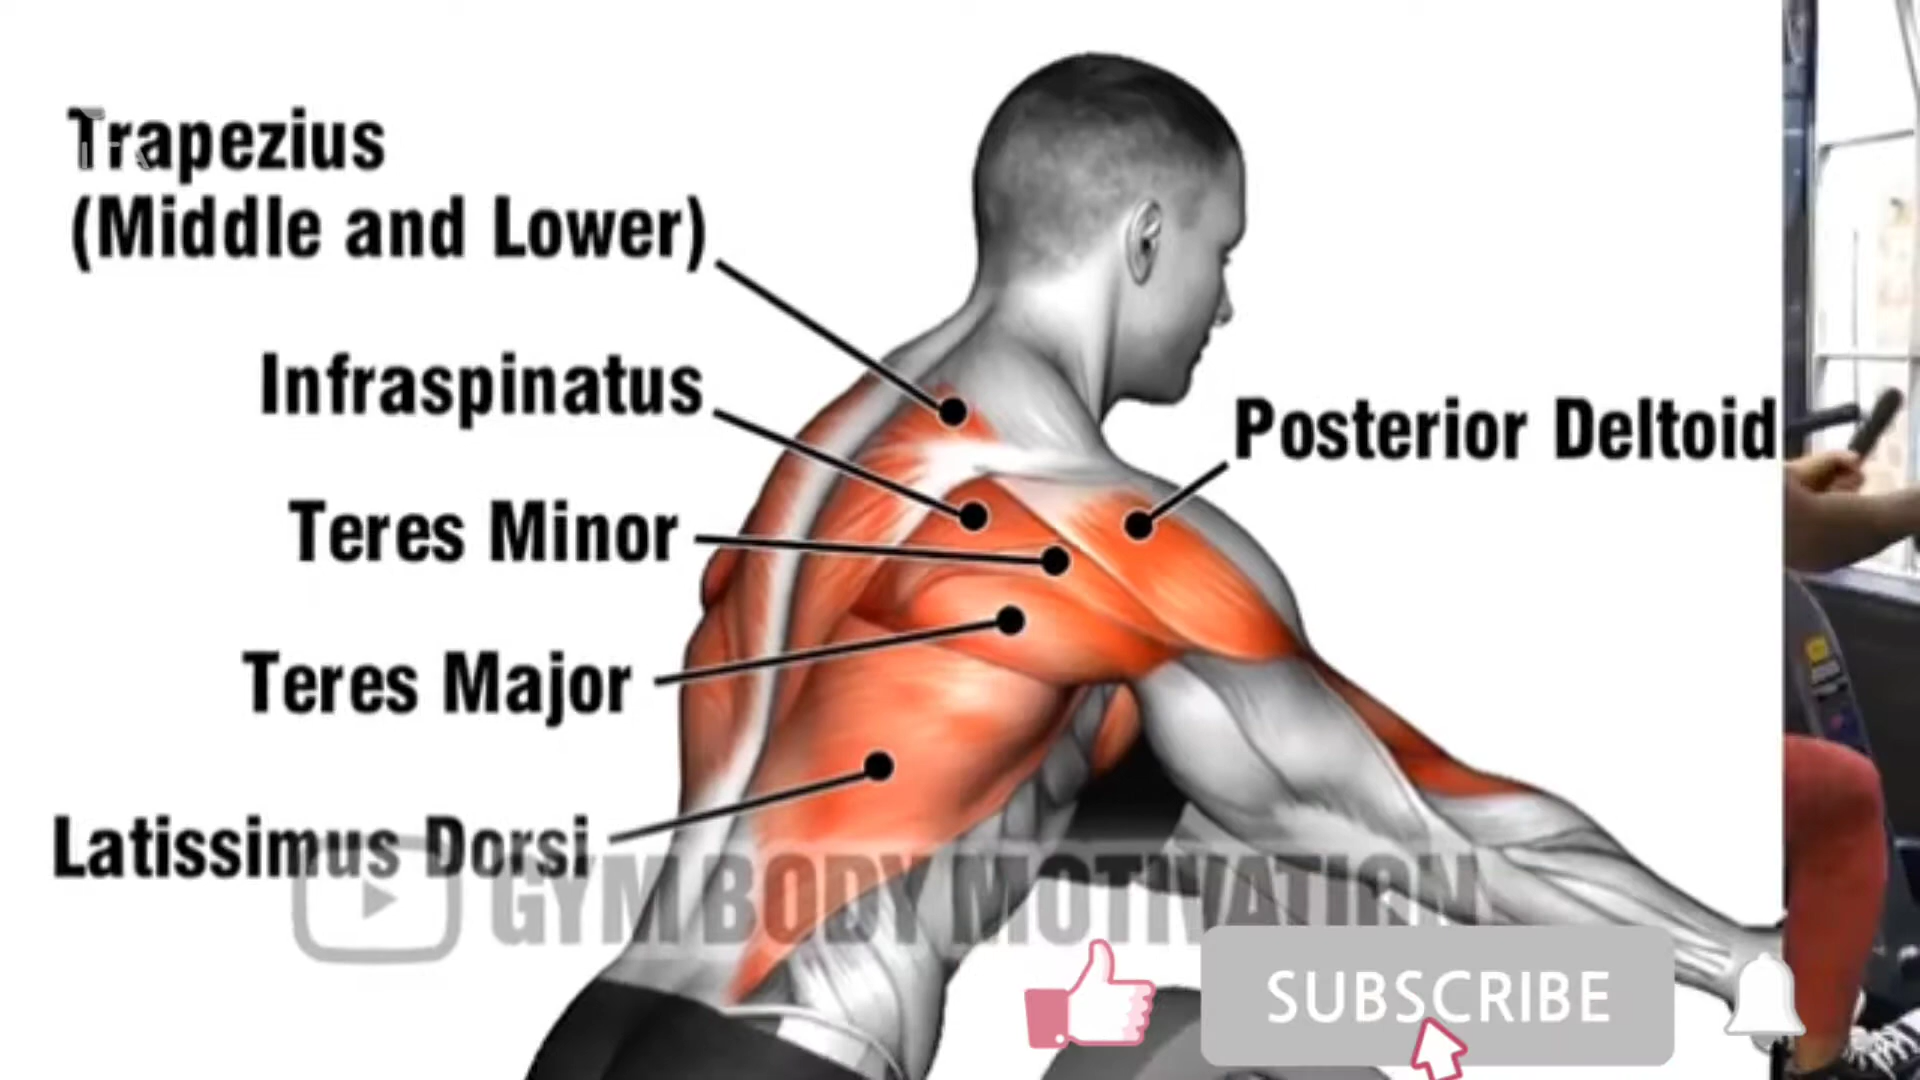 Trapezius
(Middle and Lower)
Infraspinatus
Posterior Deltoid
Teres Minor
Teres Major
Latissimus Dorsi
GYM BODY MOTIVATION
SUBSCRIBE